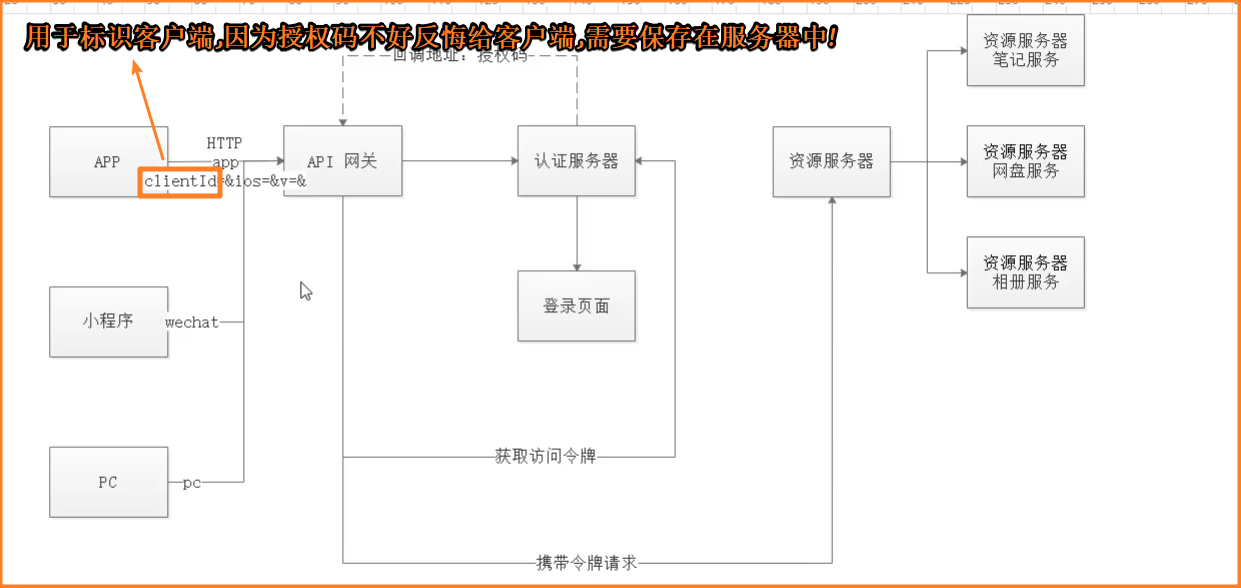 用于标识客户端,因为授权码不好反悔给客户端,需要保存在服务器中!
回调地址: 授权码
资源服务器
笔记服务
APP
HTTP
app
clientId=&ios=&v=&
API 网关
认证服务器
资源服务器
资源服务器
网盘服务
资源服务器
相册服务
登录页面
小程序
wechat
获取访问令牌
PC
pc
携带令牌请求